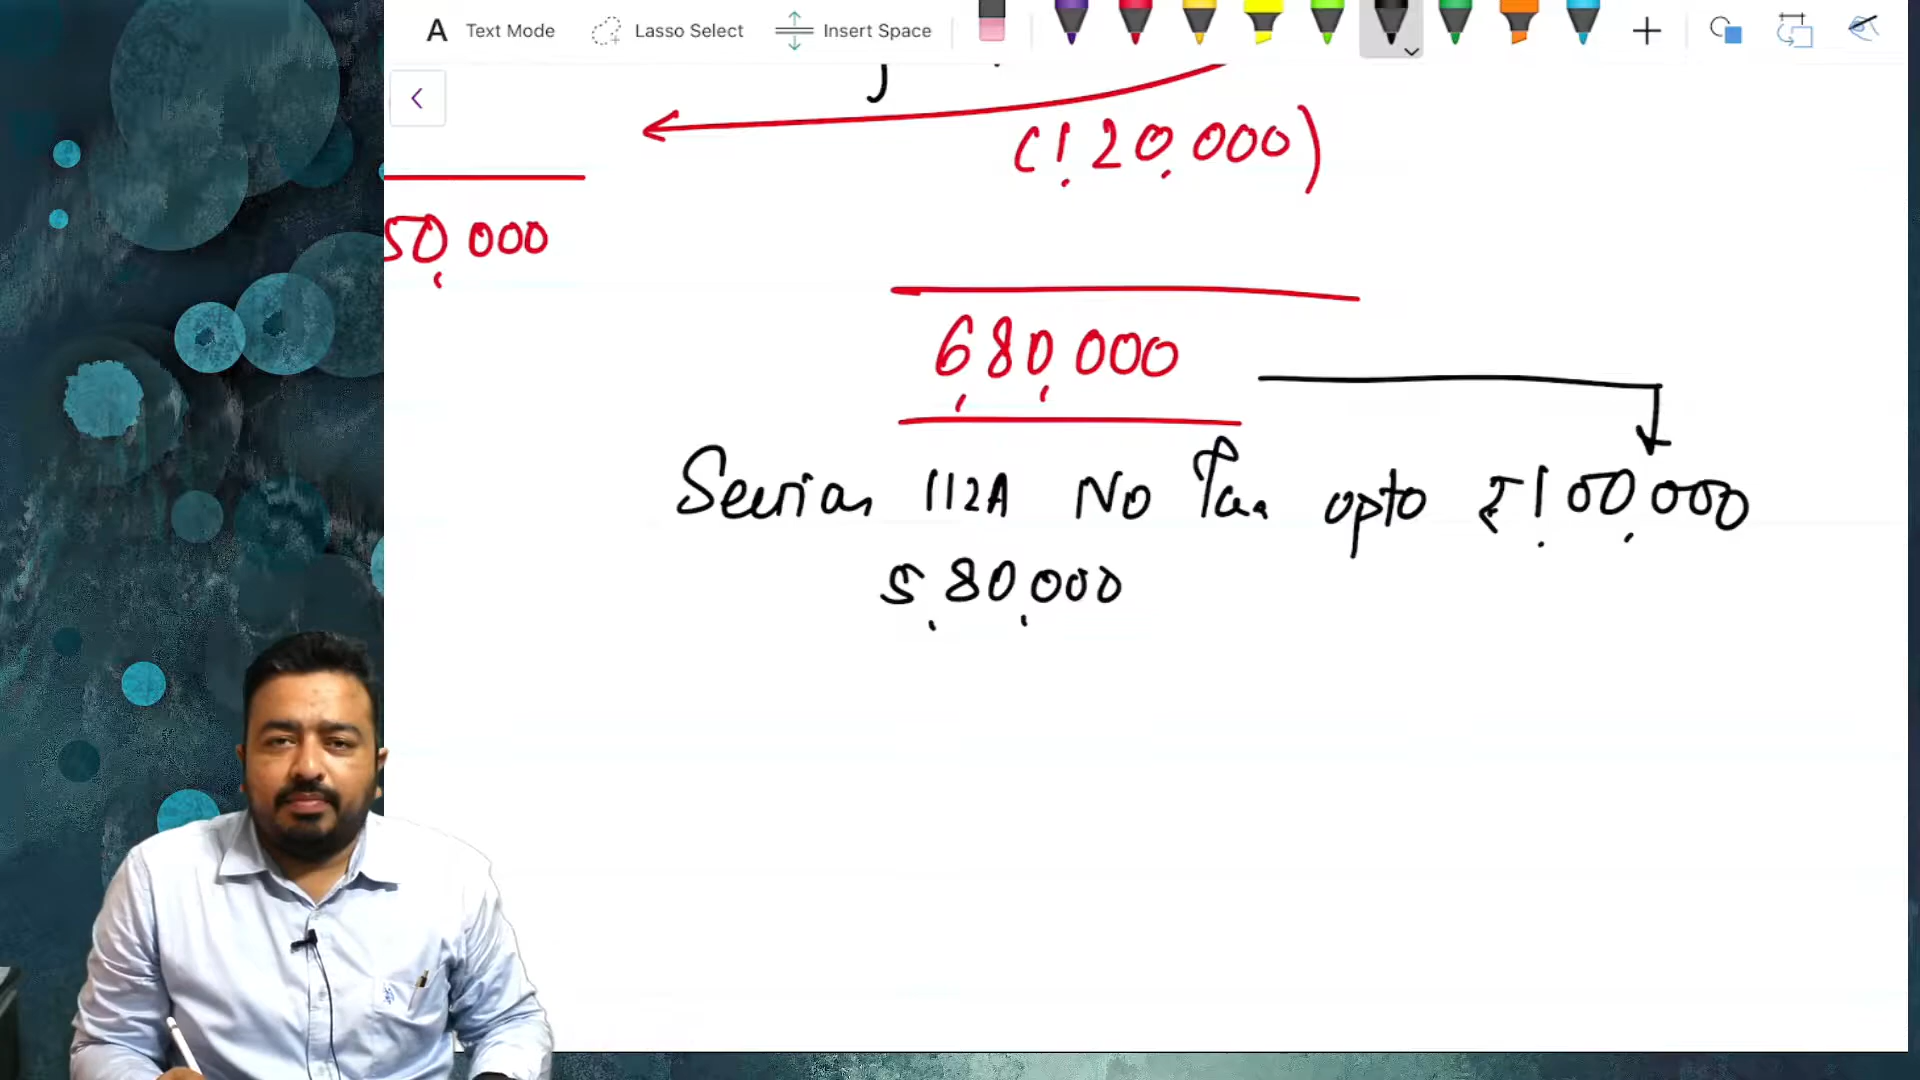 A Text Mode Lasso Select Insert Space
(1,20,000)
50,000
6,80,000
Section 112A No Tax upto ₹1,00,000
5,80,000